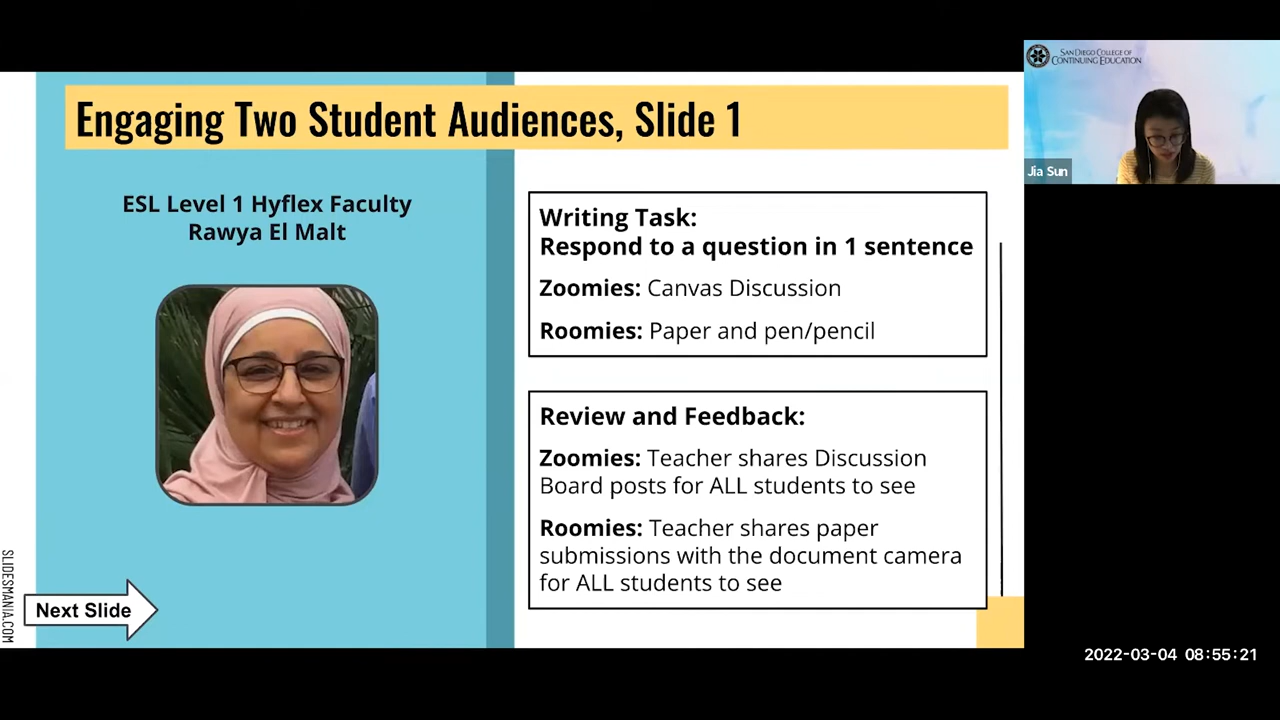 Engaging Two Student Audiences, Slide 1
ESL Level 1 Hyflex Faculty
Rawya El Malt
Writing Task:
Respond to a question in 1 sentence
Zoomies: Canvas Discussion
Roomies: Paper and pen/pencil
Review and Feedback:
Zoomies: Teacher shares Discussion
Board posts for ALL students to see
Roomies: Teacher shares paper
submissions with the document camera
for ALL students to see
Next Slide
SLIDESMANIA.COM
SAN DIEGO COLLEGE OF
CONTINUING EDUCATION
Jia Sun
2022-03-04 08:55:21